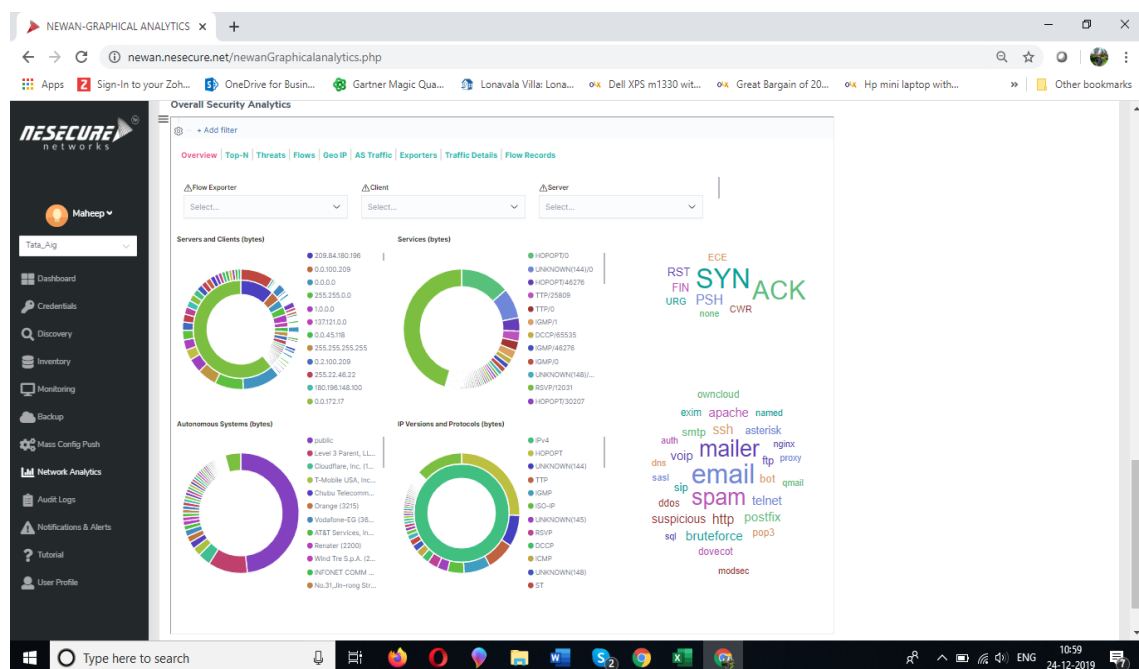 NEWAN-GRAPHICAL ANALYTICS
newan.nesecure.net/newanGraphicalanalytics.php
Apps
Sign-In to your Zoh...
OneDrive for Busin...
Gartner Magic Qua...
Lonavala Villa: Lona...
Dell XPS m1330 wit...
Great Bargain of 20...
Hp mini laptop with...
»
Other bookmarks
NESECURE
networks
Maheep
Tata_Aig
Dashboard
Credentials
Discovery
Inventory
Monitoring
Backup
Mass Config Push
Network Analytics
Audit Logs
Notifications & Alerts
Tutorial
User Profile
Overall Security Analytics
+ Add filter
Overview | Top-N | Threats | Flows | Geo IP | AS Traffic | Exporters | Traffic Details | Flow Records
Flow Exporter
Select...
Client
Select...
Server
Select...
Servers and Clients (bytes)
209.84.180.196
0.0.100.209
0.0.0.0
255.255.0.0
1.0.0.0
137.121.0.0
0.0.45.118
255.255.255.255
0.2.100.209
255.22.46.22
180.196.148.100
0.0.172.17
Services (bytes)
HOPOPT/0
UNKNOWN(144)/0
HOPOPT/46276
TTP/25809
TTP/0
IGMP/1
DCCP/65535
IGMP/46276
IGMP/0
UNKNOWN(148)/...
RSVP/12031
HOPOPT/30207
ECE
RST
SYN
ACK
FIN
URG
PSH
CWR
none
Autonomous Systems (bytes)
public
Level 3 Parent, LL...
Cloudflare, Inc. (1...
T-Mobile USA, Inc...
Chubu Telecomm...
Orange (3215)
Vodafone-EG (36...
AT&T Services, In...
Renater (2200)
Wind Tre S.p.A. (2...
INFONET COMM ...
No.31,Jin-rong Str...
IP Versions and Protocols (bytes)
IPv4
HOPOPT
UNKNOWN(144)
TTP
IGMP
ISO-IP
UNKNOWN(145)
RSVP
DCCP
ICMP
UNKNOWN(148)
ST
owncloud
exim apache named
smtp ssh asterisk
auth mailer nginx
voip ftp proxy
dns email bot
sasl sip qmail
ddos spam telnet
suspicious http postfix
sql bruteforce pop3
dovecot
modsec
Type here to search
ENG
10:59
24-12-2019